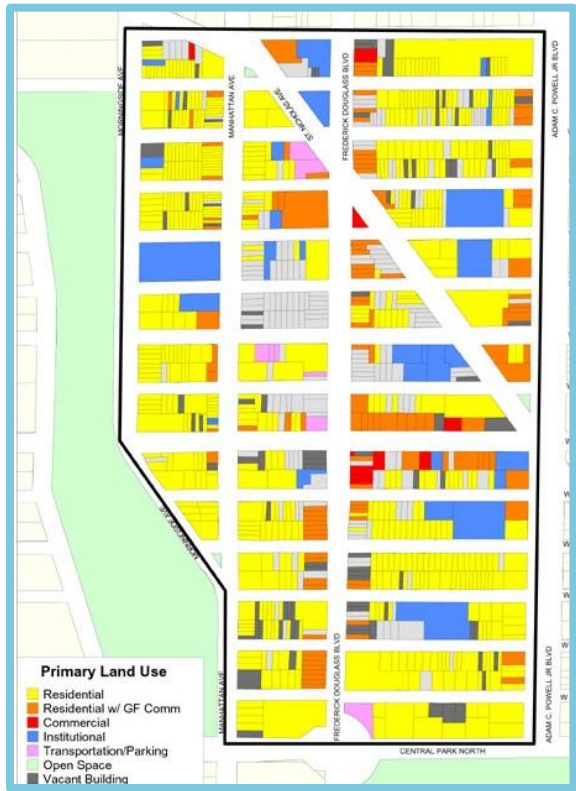 MORNINGSIDE AVE
MANHATTAN AVE
ST. NICHOLAS AVE
FREDERICK DOUGLASS BLVD
ADAM C. POWELL JR BLVD
MORNINGSIDE AVE
W
W
W
W
W
W
W
MANHATTAN AVE
FREDERICK DOUGLASS BLVD
ADAM C. POWELL JR BLVD
CENTRAL PARK NORTH
Primary Land Use
Residential
Residential w/ GF Comm
Commercial
Institutional
Transportation/Parking
Open Space
Vacant Building